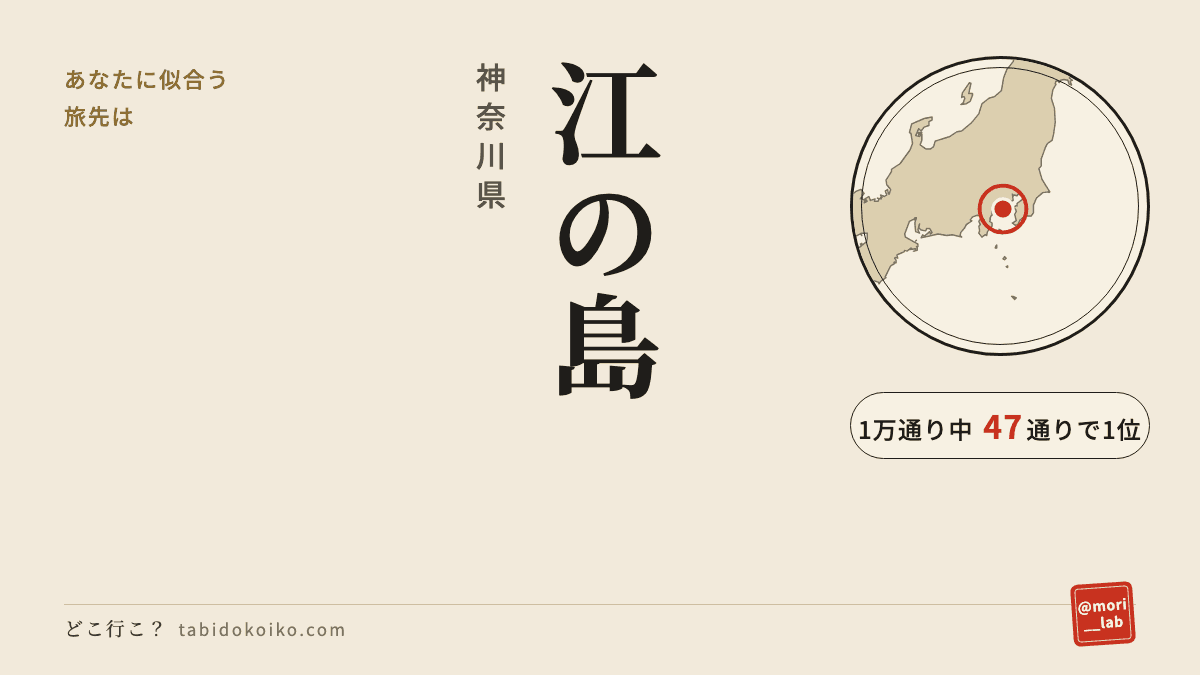 あなたに似合う
旅先は
江の島
神奈川県
1万通り中 47通りで1位
どこ行こ？ tabidokoiko.com
@mori
__lab